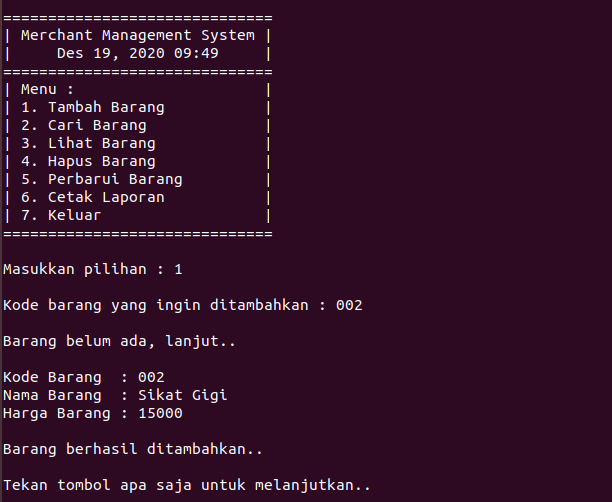 ==============================
| Merchant Management System |
|     Des 19, 2020 09:49     |
==============================
| Menu :                     |
| 1. Tambah Barang           |
| 2. Cari Barang             |
| 3. Lihat Barang            |
| 4. Hapus Barang            |
| 5. Perbarui Barang         |
| 6. Cetak Laporan           |
| 7. Keluar                  |
==============================
Masukkan pilihan : 1
Kode barang yang ingin ditambahkan : 002
Barang belum ada, lanjut..
Kode Barang  : 002
Nama Barang  : Sikat Gigi
Harga Barang : 15000
Barang berhasil ditambahkan..
Tekan tombol apa saja untuk melanjutkan..